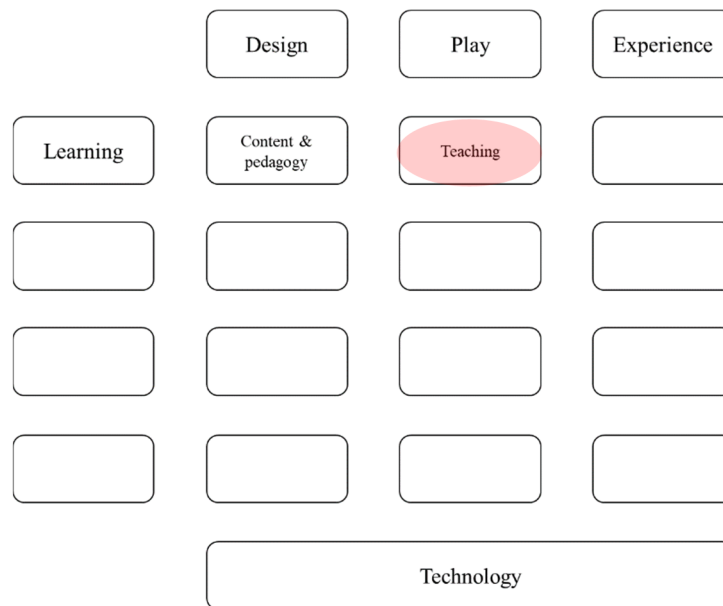 Design
Play
Experience
Learning
Content &
pedagogy
Teaching
Technology